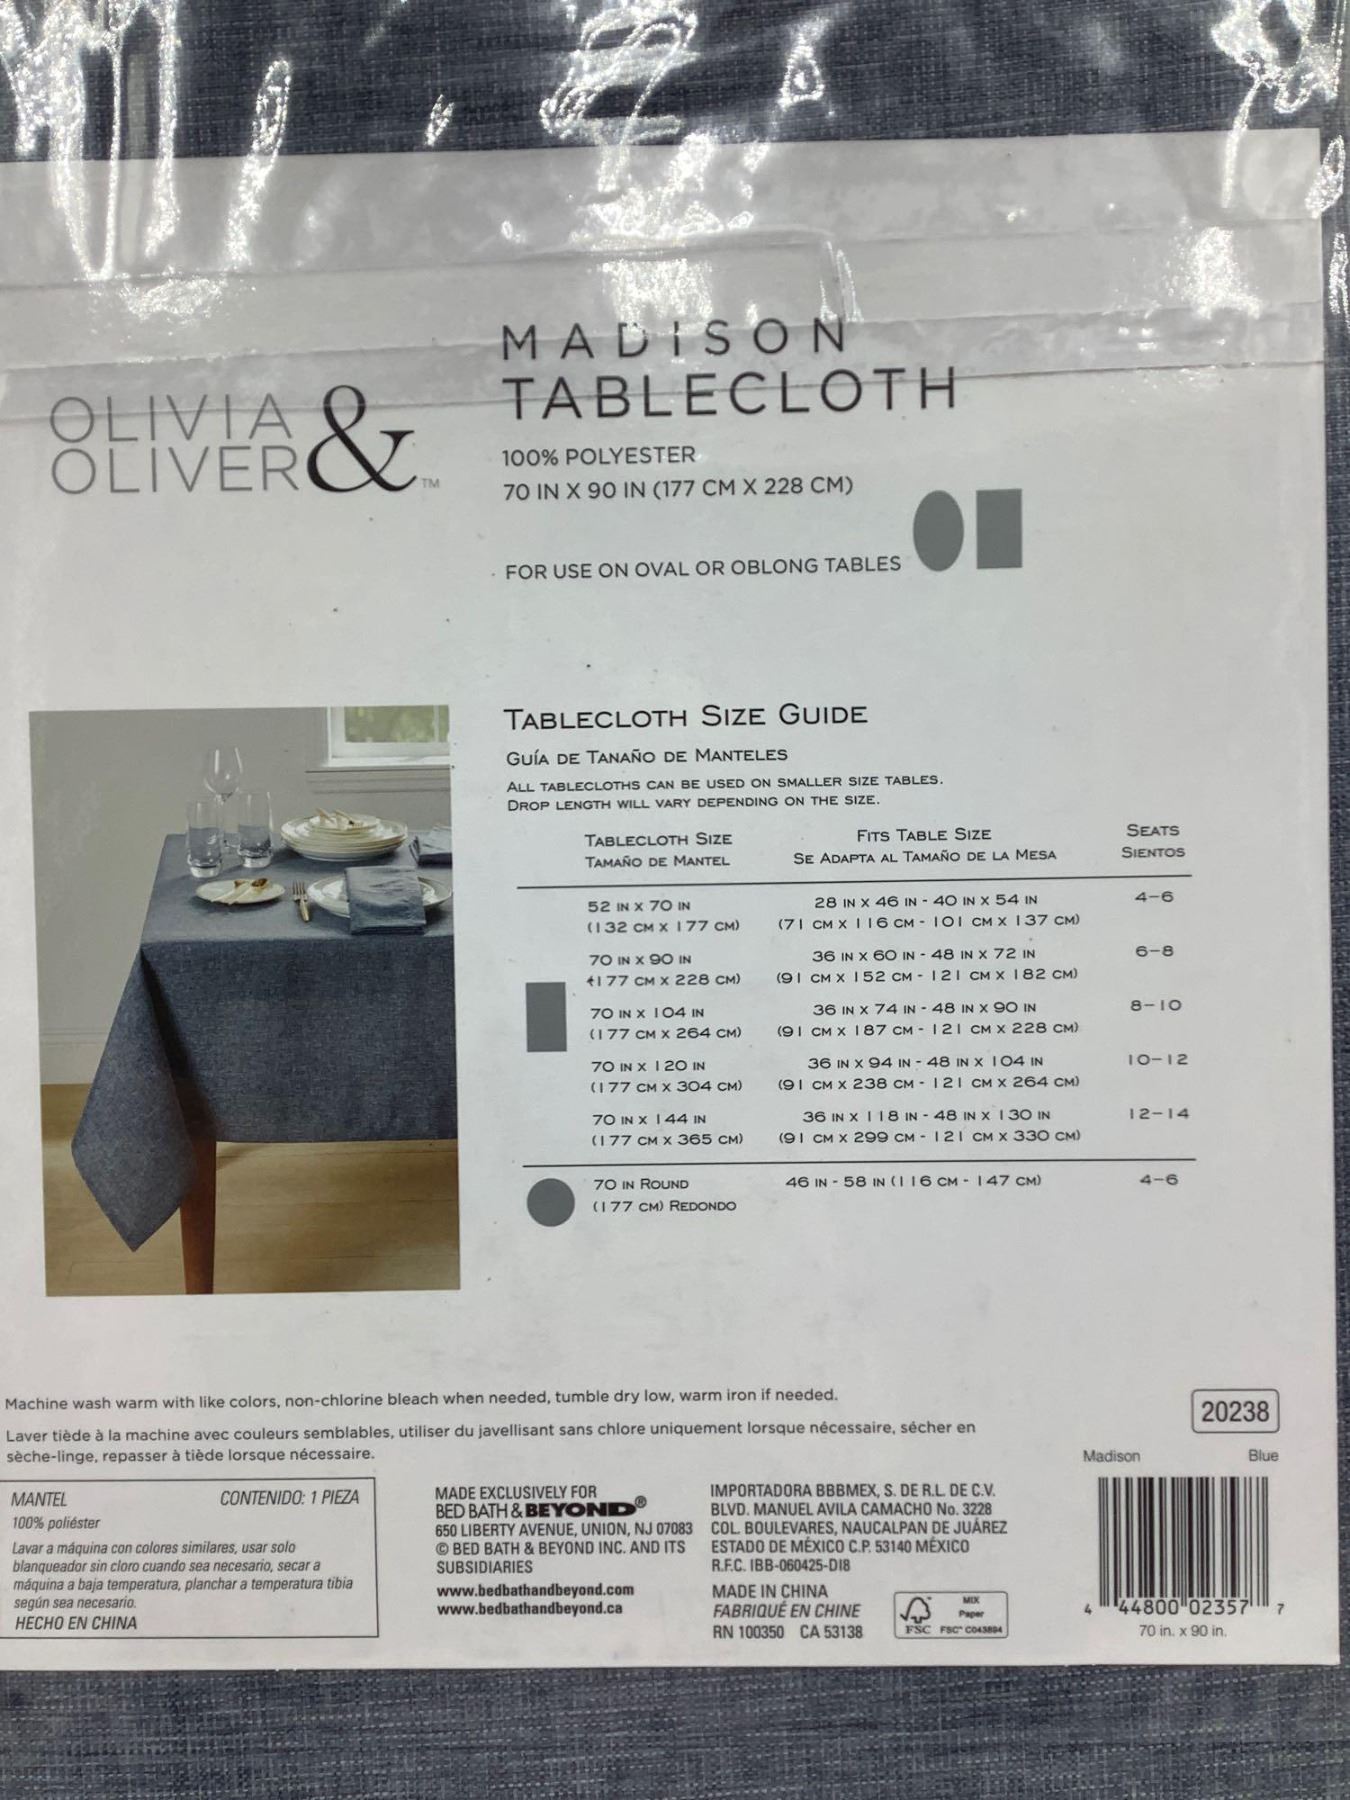 MADISON
TABLECLOTH
OLIVIA &
OLIVER™
100% POLYESTER
70 IN X 90 IN (177 CM X 228 CM)
FOR USE ON OVAL OR OBLONG TABLES
TABLECLOTH SIZE GUIDE
GUÍA DE TANAÑO DE MANTELES
ALL TABLECLOTHS CAN BE USED ON SMALLER SIZE TABLES.
DROP LENGTH WILL VARY DEPENDING ON THE SIZE.
TABLECLOTH SIZE FITS TABLE SIZE SEATS
TAMAÑO DE MANTEL SE ADAPTA AL TAMAÑO DE LA MESA SIENTOS
52 IN X 70 IN 28 IN X 46 IN - 40 IN X 54 IN 4-6
(132 CM X 177 CM) (71 CM X 116 CM - 101 CM X 137 CM)
70 IN X 90 IN 36 IN X 60 IN - 48 IN X 72 IN 6-8
(177 CM X 228 CM) (91 CM X 152 CM - 121 CM X 182 CM)
70 IN X 104 IN 36 IN X 74 IN - 48 IN X 90 IN 8-10
(177 CM X 264 CM) (91 CM X 187 CM - 121 CM X 228 CM)
70 IN X 120 IN 36 IN X 94 IN - 48 IN X 104 IN 10-12
(177 CM X 304 CM) (91 CM X 238 CM - 121 CM X 264 CM)
70 IN X 144 IN 36 IN X 118 IN - 48 IN X 130 IN 12-14
(177 CM X 365 CM) (91 CM X 299 CM - 121 CM X 330 CM)
70 IN ROUND 46 IN - 58 IN (116 CM - 147 CM) 4-6
(177 CM) REDONDO
Machine wash warm with like colors, non-chlorine bleach when needed, tumble dry low, warm iron if needed.
Laver tiède à la machine avec couleurs semblables, utiliser du javellisant sans chlore uniquement lorsque nécessaire, sécher en
sèche-linge, repasser à tiède lorsque nécessaire.
20238
Madison Blue
MANTEL CONTENIDO: 1 PIEZA
100% poliéster
Lavar a máquina con colores similares, usar solo
blanqueador sin cloro cuando sea necesario, secar a
máquina a baja temperatura, planchar a temperatura tibia
según sea necesario.
HECHO EN CHINA
MADE EXCLUSIVELY FOR
BED BATH & BEYOND®
650 LIBERTY AVENUE, UNION, NJ 07083
© BED BATH & BEYOND INC. AND ITS
SUBSIDIARIES
www.bedbathandbeyond.com
www.bedbathandbeyond.ca
IMPORTADORA BBBMEX, S. DE R.L. DE C.V.
BLVD. MANUEL AVILA CAMACHO No. 3228
COL. BOULEVARES, NAUCALPAN DE JUÁREZ
ESTADO DE MÉXICO C.P. 53140 MÉXICO
R.F.C. IBB-060425-DI8
MADE IN CHINA
FABRIQUÉ EN CHINE
RN 100350 CA 53138
MIX
Paper
FSC FSC® C043894
4 44800 02357 7
70 in. x 90 in.